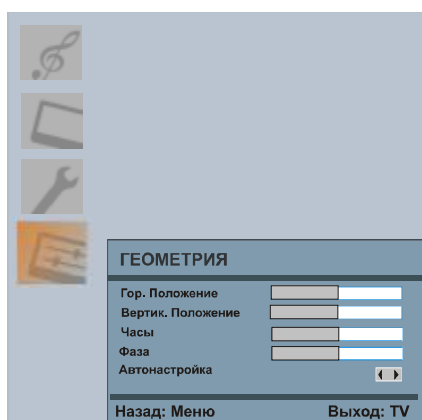 ГЕОМЕТРИЯ
Гор. Положение
Вертик. Положение
Часы
Фаза
Автонастройка
Назад: Меню Выход: TV